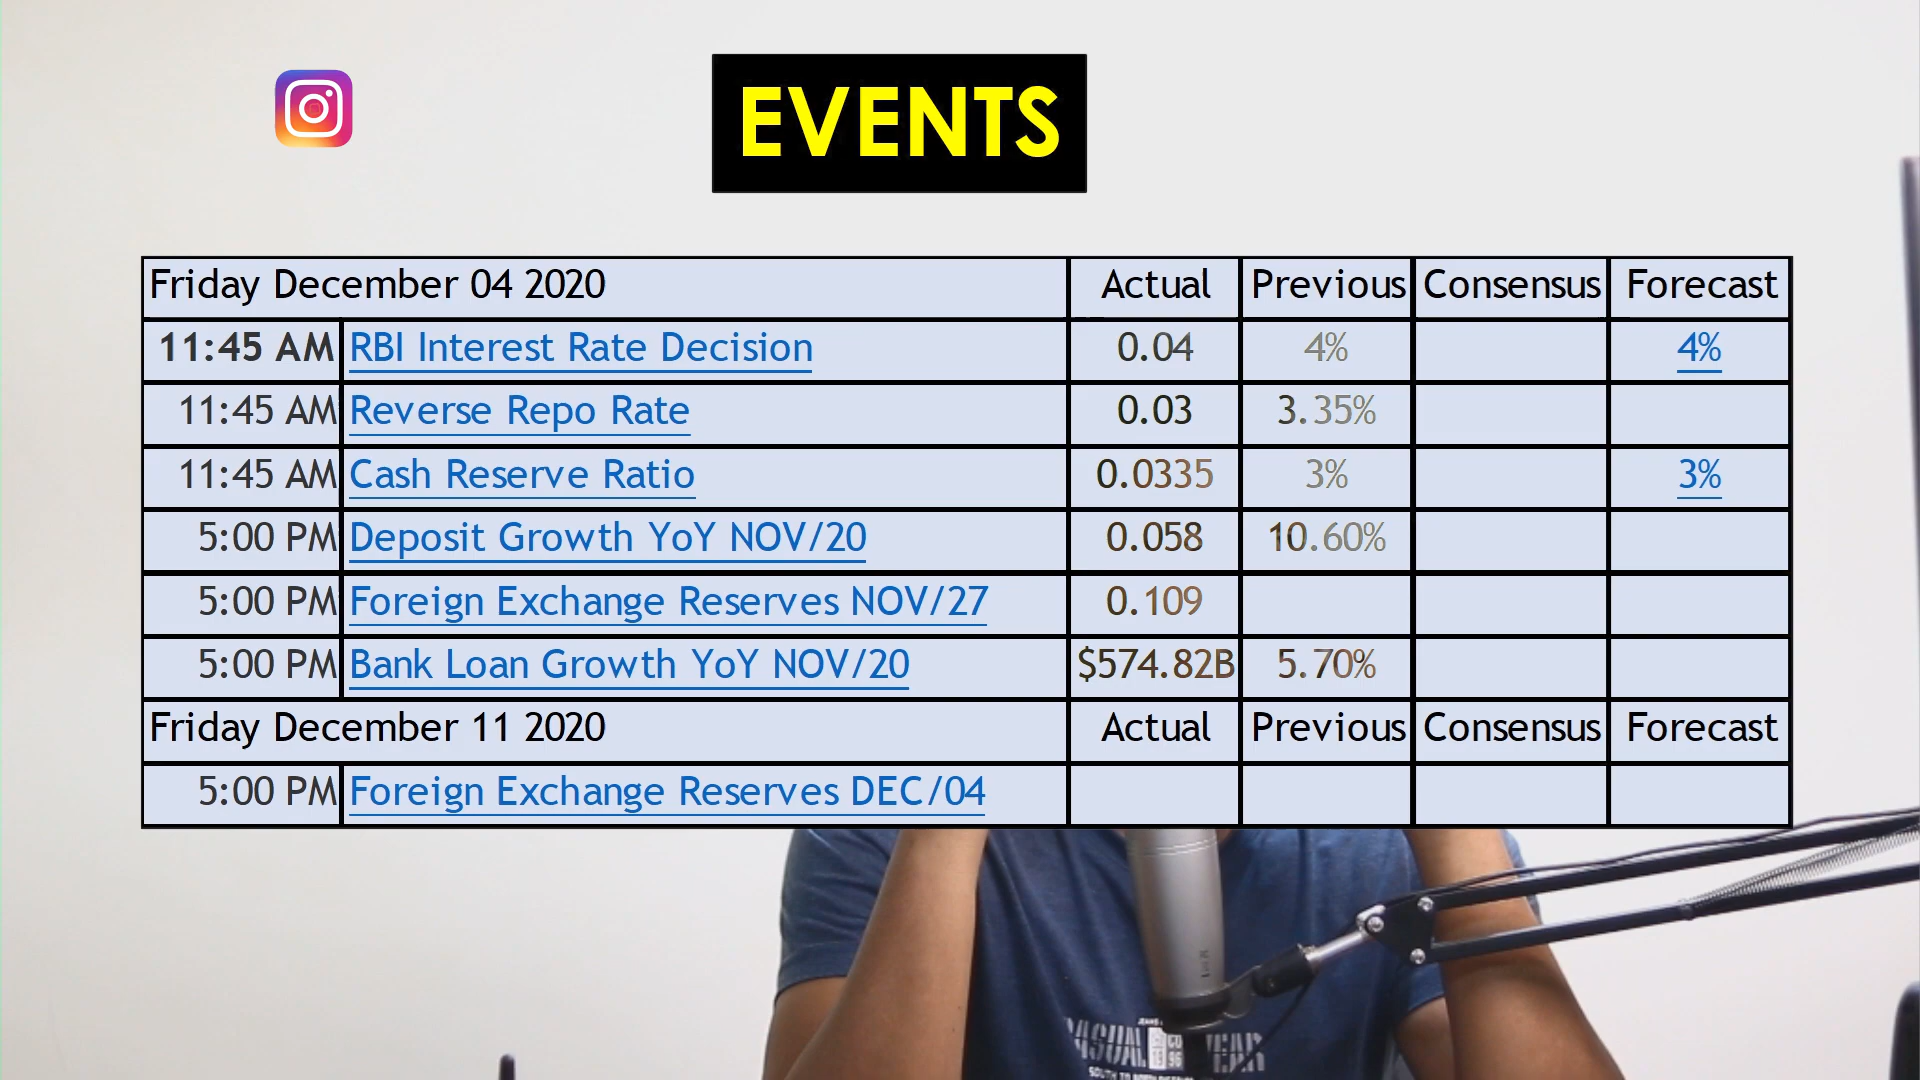 EVENTS
Friday December 04 2020 Actual Previous Consensus Forecast
11:45 AM RBI Interest Rate Decision 0.04 4% 4%
11:45 AM Reverse Repo Rate 0.03 3.35%
11:45 AM Cash Reserve Ratio 0.0335 3% 3%
5:00 PM Deposit Growth YoY NOV/20 0.058 10.60%
5:00 PM Foreign Exchange Reserves NOV/27 0.109
5:00 PM Bank Loan Growth YoY NOV/20 $574.82B 5.70%
Friday December 11 2020 Actual Previous Consensus Forecast
5:00 PM Foreign Exchange Reserves DEC/04